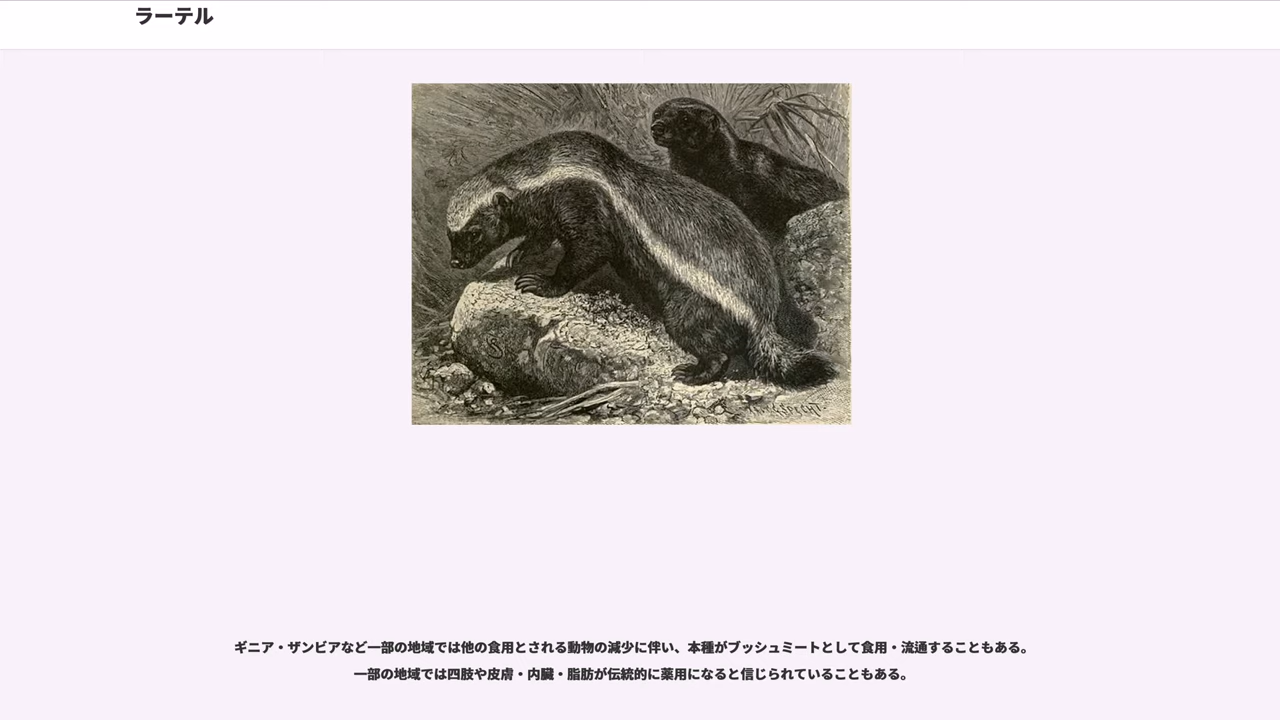 ラーテル
ギニア・ザンビアなど一部の地域では他の食用とされる動物の減少に伴い、本種がブッシュミートとして食用・流通することもある。
一部の地域では四肢や皮膚・内臓・脂肪が伝統的に薬用になると信じられていることもある。